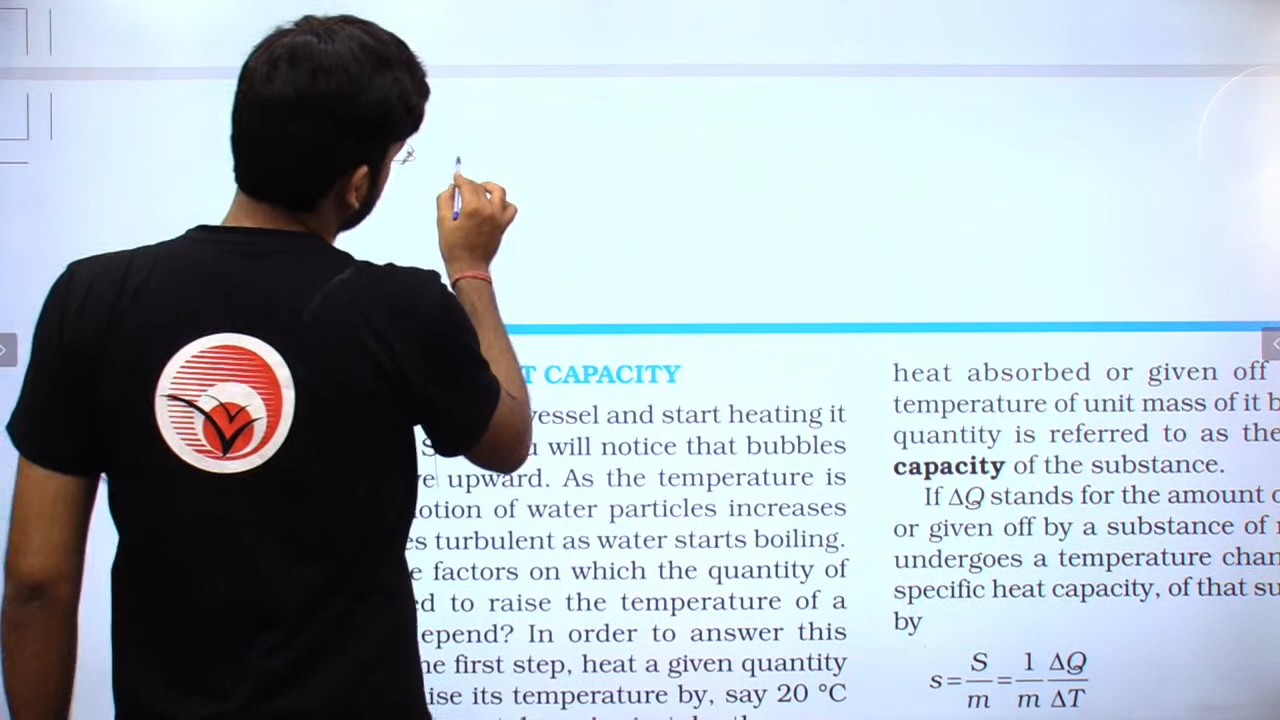 T CAPACITY
vessel and start heating it
will notice that bubbles
upward. As the temperature is
otion of water particles increases
es turbulent as water starts boiling.
e factors on which the quantity of
ed to raise the temperature of a
epend? In order to answer this
he first step, heat a given quantity
ise its temperature by, say 20 °C
heat absorbed or given off
temperature of unit mass of it b
quantity is referred to as the
capacity of the substance.
If ΔQ stands for the amount o
or given off by a substance of
undergoes a temperature chan
specific heat capacity, of that su
by
s = S/m = 1/m ΔQ/ΔT